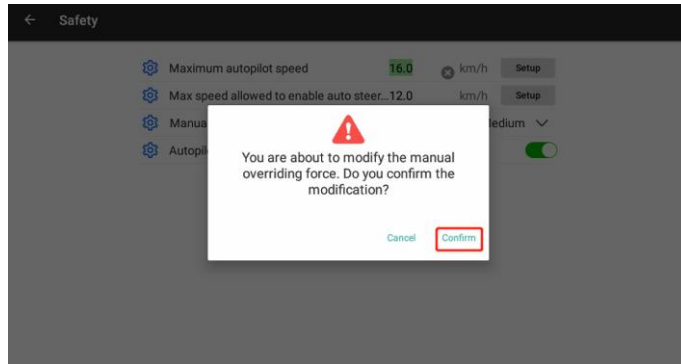 Safety
Maximum autopilot speed 16.0 km/h Setup
Max speed allowed to enable auto steer...12.0 km/h Setup
Manua
edium
Autopil
You are about to modify the manual
overriding force. Do you confirm the
modification?
Cancel Confirm